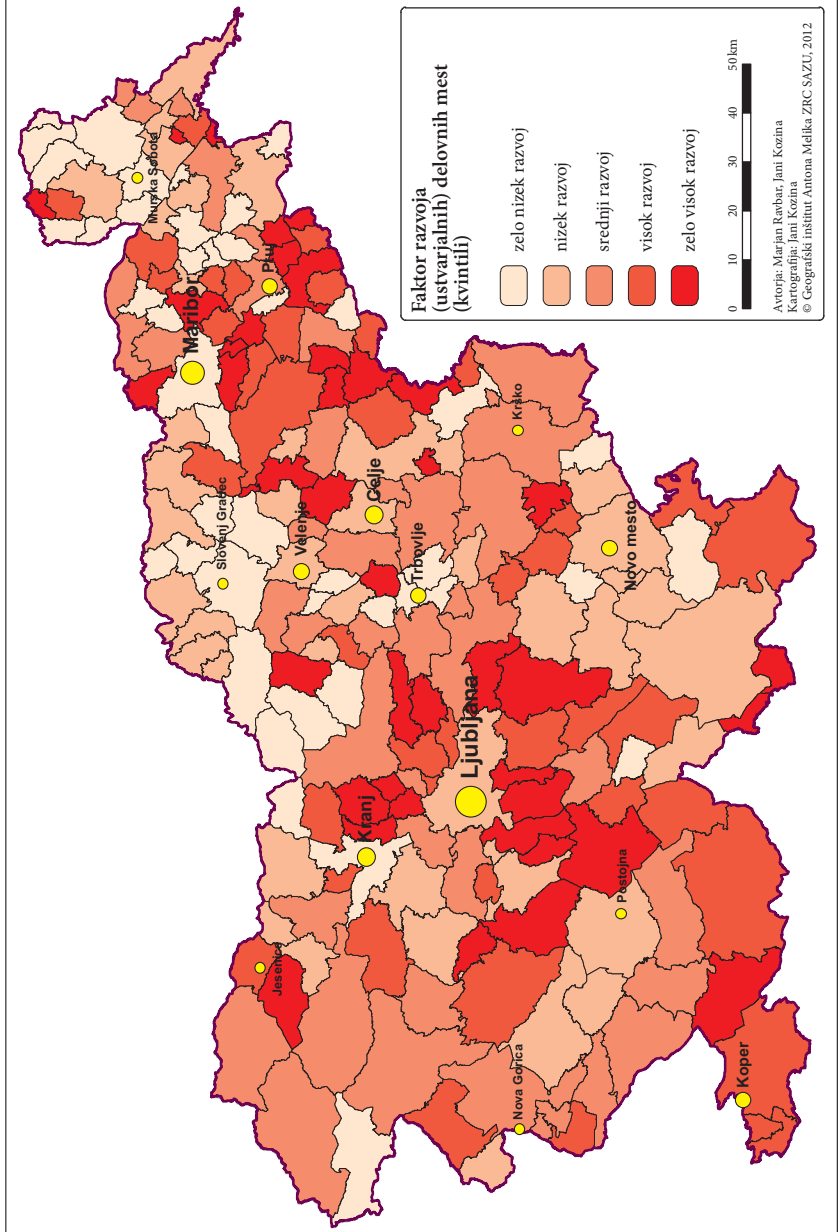 Faktor razvoja
(ustvarjalnih) delovnih mest
(kvintili)
zelo nizek razvoj
nizek razvoj
srednji razvoj
visok razvoj
zelo visok razvoj
0 10 20 30 40 50 km
Avtorja: Marjan Ravbar, Jani Kozina
Kartografija: Jani Kozina
© Geografski inštitut Antona Melika ZRC SAZU, 2012
Murska Sobota
Maribor
Ptuj
Slovenj Gradec
Velenje
Celje
Trbovlje
Krško
Novo mesto
Ljubljana
Kranj
Jesenice
Postojna
Nova Gorica
Koper